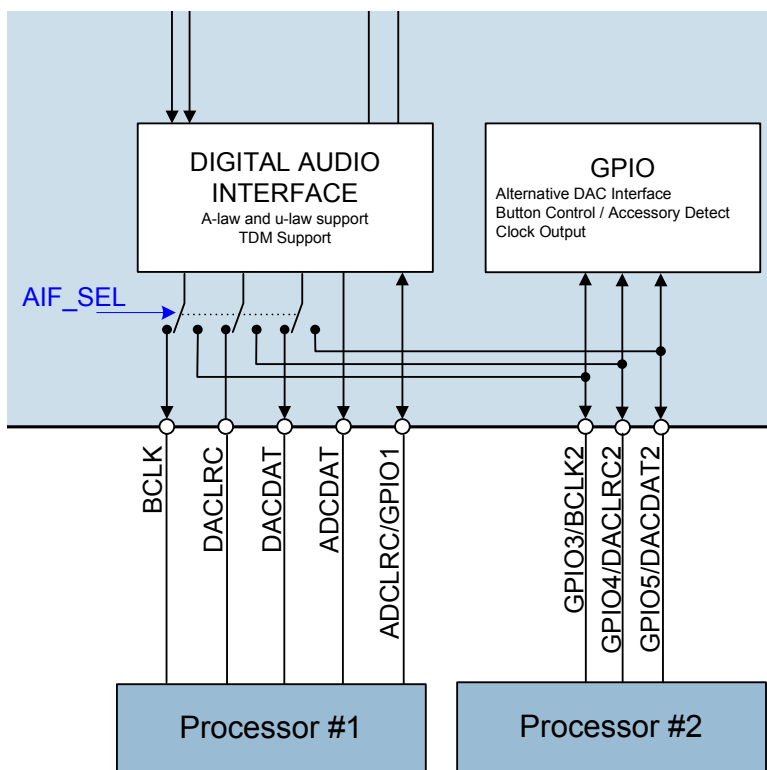 DIGITAL AUDIO
INTERFACE
A-law and u-law support
TDM Support
GPIO
Alternative DAC Interface
Button Control / Accessory Detect
Clock Output
AIF_SEL
BCLK
DACLRC
DACDAT
ADCDAT
ADCLRC/GPIO1
GPIO3/BCLK2
GPIO4/DACLRC2
GPIO5/DACDAT2
Processor #1
Processor #2